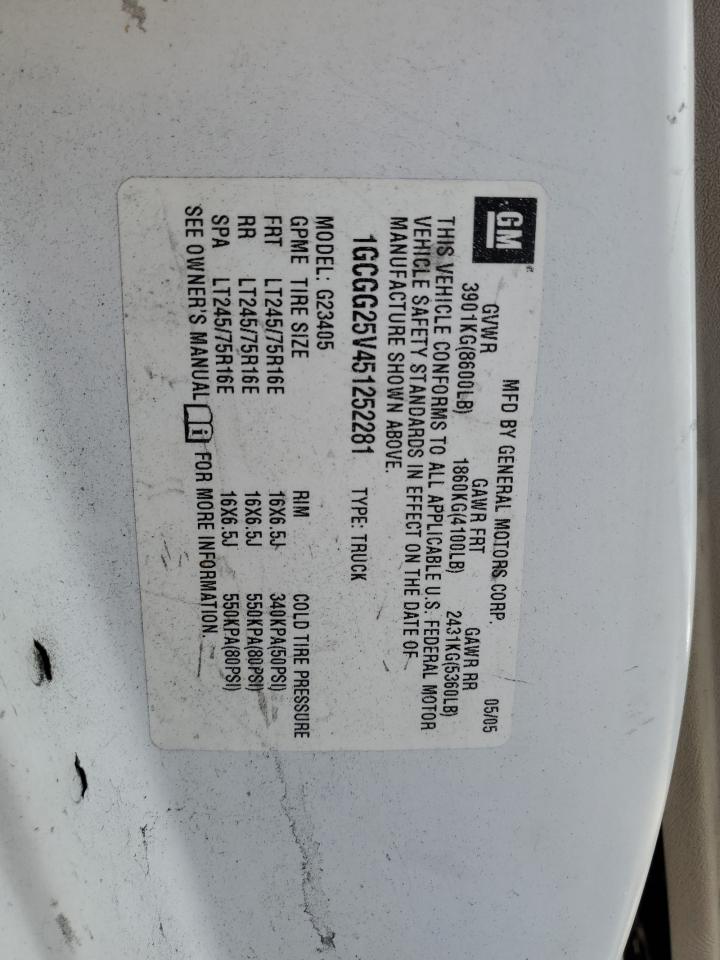 GM
MFD BY GENERAL MOTORS CORP. 05/05
GVWR GAWR FRT GAWR RR
3901KG(8600LB) 1860KG(4100LB) 2431KG(5360LB)
THIS VEHICLE CONFORMS TO ALL APPLICABLE U.S. FEDERAL MOTOR
VEHICLE SAFETY STANDARDS IN EFFECT ON THE DATE OF
MANUFACTURE SHOWN ABOVE.
1GCGG25V451252281 TYPE: TRUCK
MODEL: G23405
GPME TIRE SIZE RIM COLD TIRE PRESSURE
FRT LT245/75R16E 16X6.5J 340KPA(50PSI)
RR LT245/75R16E 16X6.5J 550KPA(80PSI)
SPA LT245/75R16E 16X6.5J 550KPA(80PSI)
SEE OWNER'S MANUAL i FOR MORE INFORMATION.